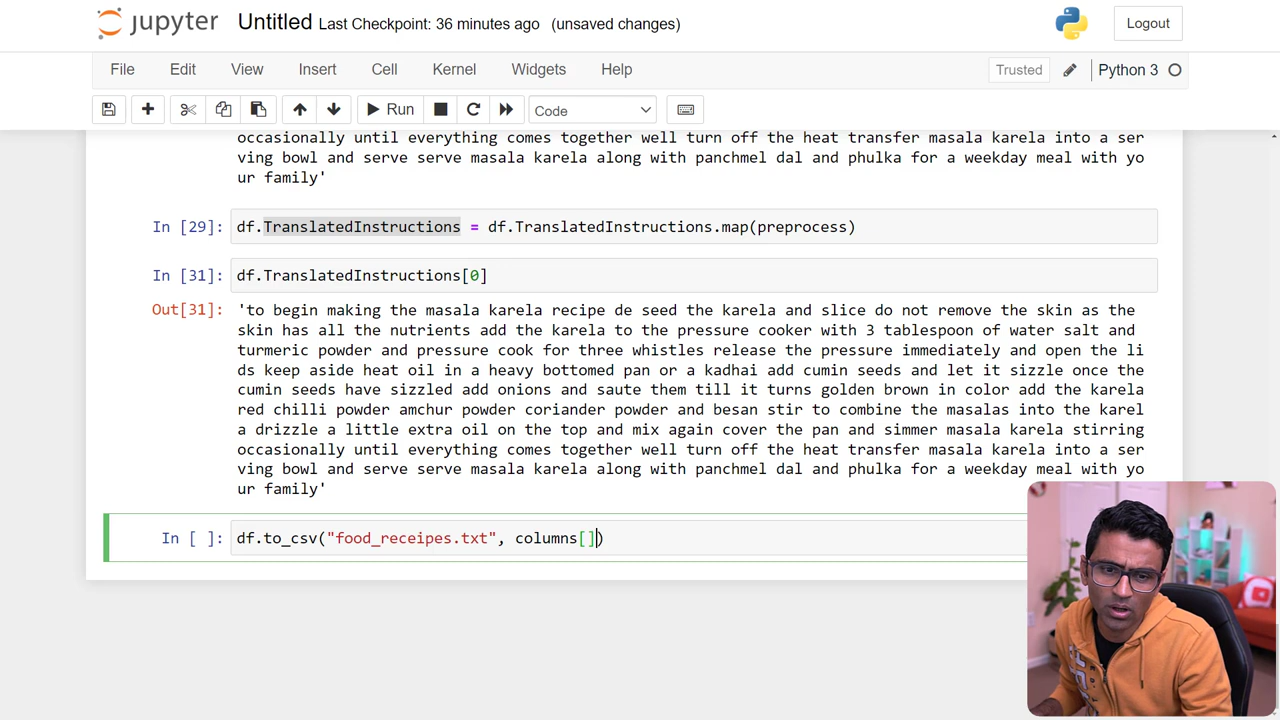 jupyter Untitled Last Checkpoint: 36 minutes ago (unsaved changes) Logout
File Edit View Insert Cell Kernel Widgets Help Trusted Python 3
Run Code
occasionally until everything comes together well turn off the heat transfer masala karela into a ser
ving bowl and serve serve masala karela along with panchmel dal and phulka for a weekday meal with yo
ur family'
In [29]: df.TranslatedInstructions = df.TranslatedInstructions.map(preprocess)
In [31]: df.TranslatedInstructions[0]
Out[31]: 'to begin making the masala karela recipe de seed the karela and slice do not remove the skin as the
skin has all the nutrients add the karela to the pressure cooker with 3 tablespoon of water salt and
turmeric powder and pressure cook for three whistles release the pressure immediately and open the li
ds keep aside heat oil in a heavy bottomed pan or a kadhai add cumin seeds and let it sizzle once the
cumin seeds have sizzled add onions and saute them till it turns golden brown in color add the karela
red chilli powder amchur powder coriander powder and besan stir to combine the masalas into the karel
a drizzle a little extra oil on the top and mix again cover the pan and simmer masala karela stirring
occasionally until everything comes together well turn off the heat transfer masala karela into a ser
ving bowl and serve serve masala karela along with panchmel dal and phulka for a weekday meal with yo
ur family'
In [ ]: df.to_csv("food_receipes.txt", columns[])